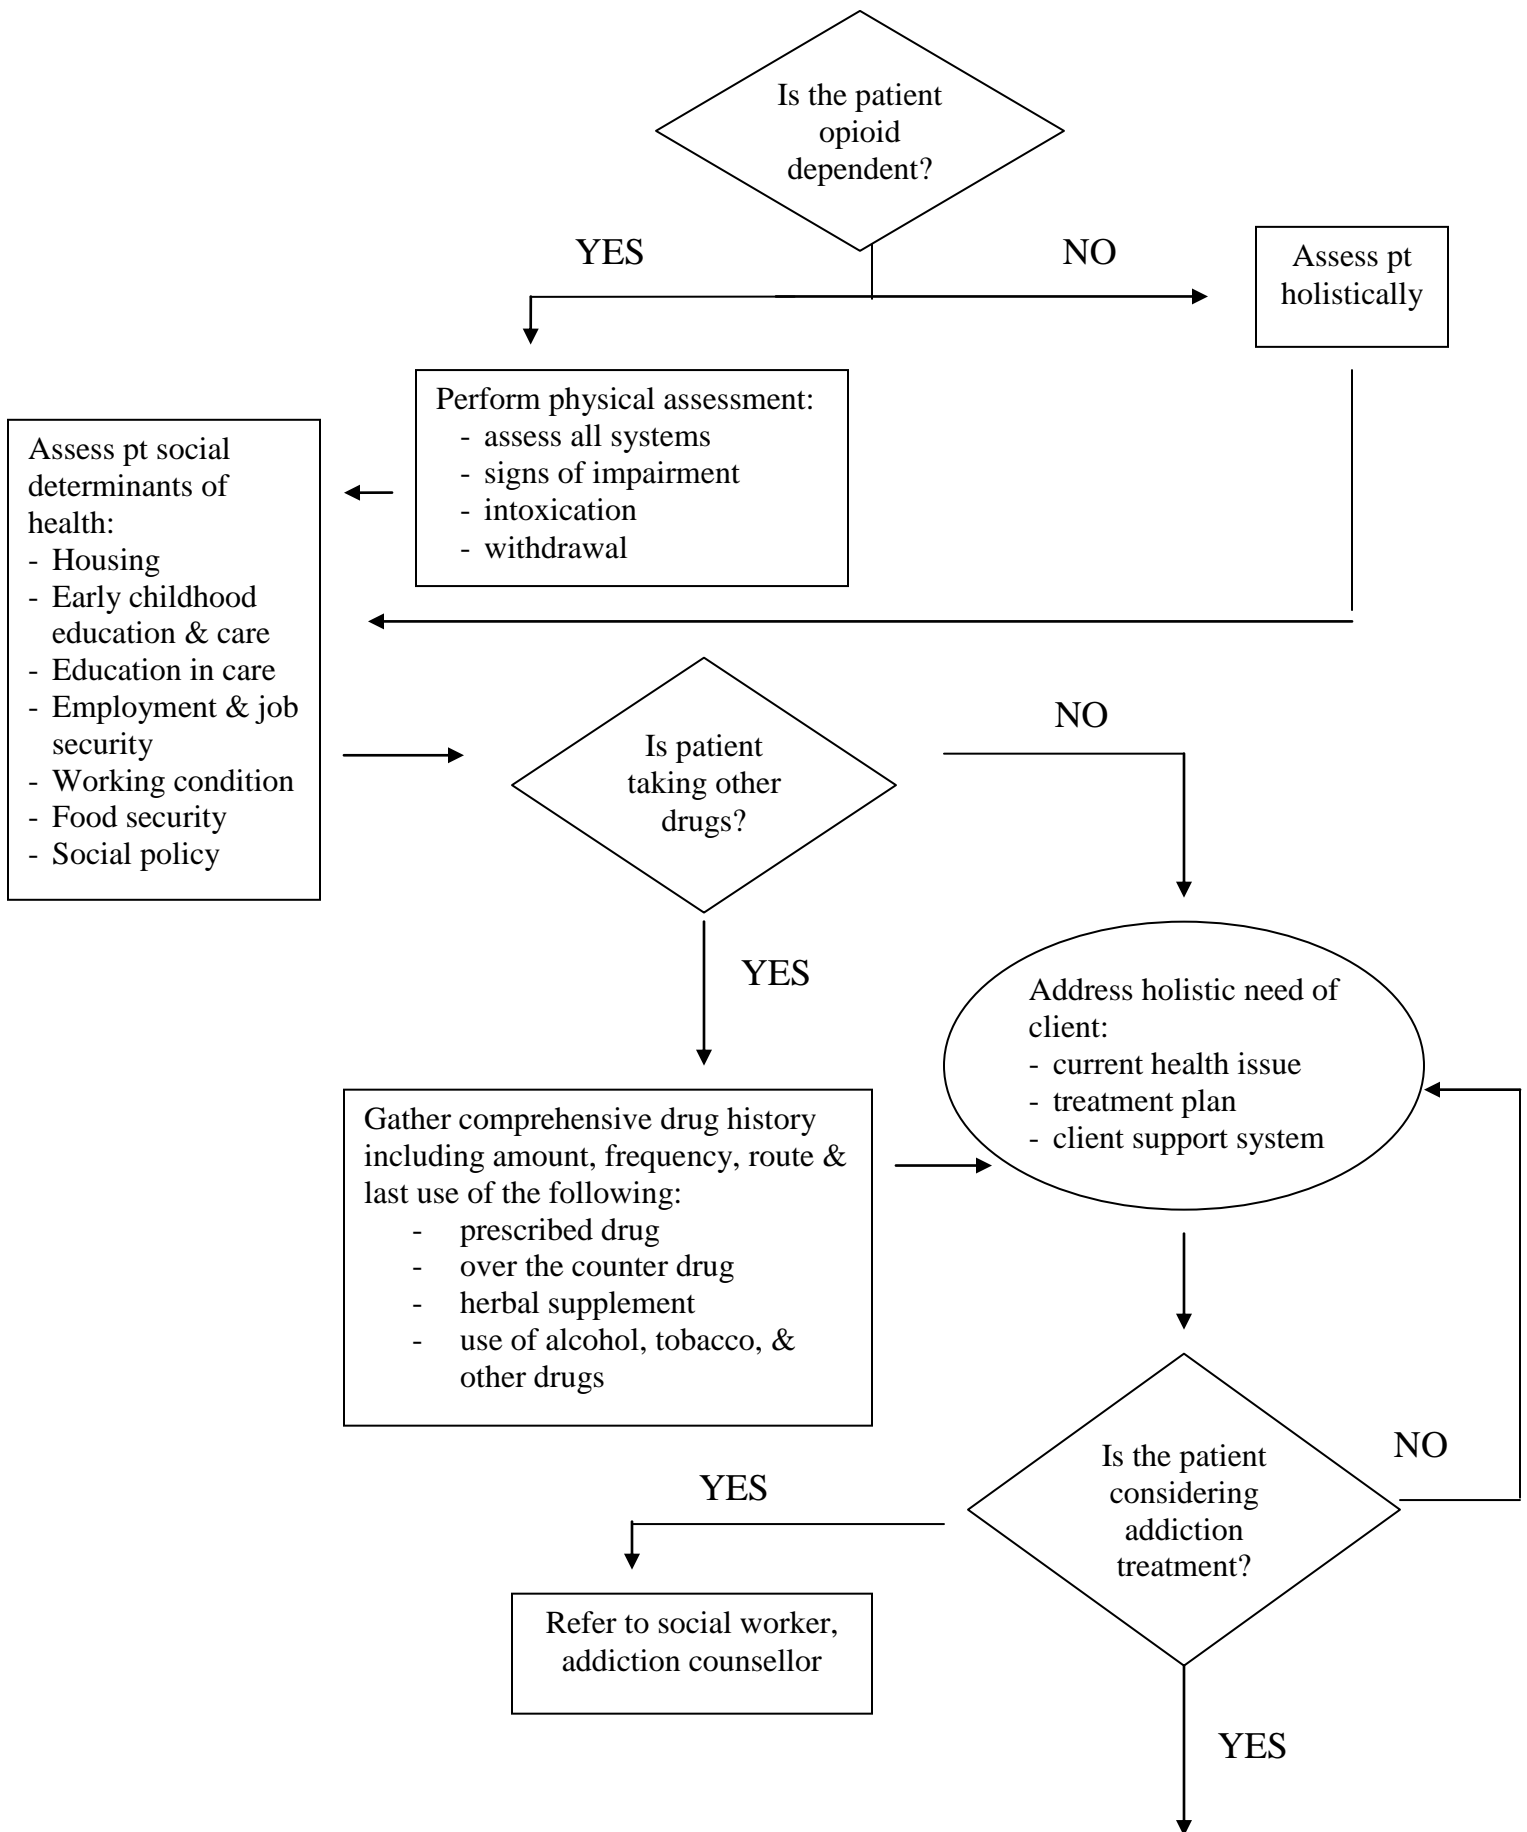 Is the patient
opioid
dependent?
YES
NO
Assess pt
holistically
Perform physical assessment:
- assess all systems
- signs of impairment
- intoxication
- withdrawal
Assess pt social
determinants of
health:
- Housing
- Early childhood
education & care
- Education in care
- Employment & job
security
- Working condition
- Food security
- Social policy
Is patient
taking other
drugs?
NO
YES
Address holistic need of
client:
- current health issue
- treatment plan
- client support system
Gather comprehensive drug history
including amount, frequency, route &
last use of the following:
- prescribed drug
- over the counter drug
- herbal supplement
- use of alcohol, tobacco, &
other drugs
Is the patient
considering
addiction
treatment?
NO
YES
Refer to social worker,
addiction counsellor
YES